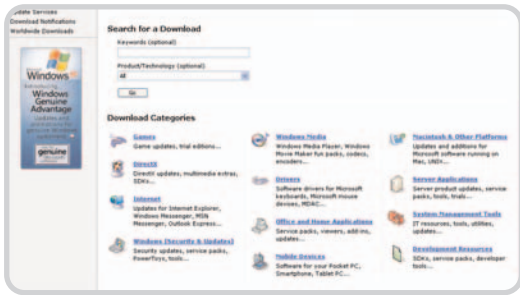 Update Services
Download Notifications
Worldwide Downloads
Windows
Introducing
Windows
Genuine
Advantage
Updates and
genuine Windows
genuine
Search for a Download
Keywords (optional)
Product/Technology (optional)
All
Go
Download Categories
Games
Game updates, trial editions...
DirectX
DirectX updates, multimedia extras,
SDKs...
Internet
Updates for Internet Explorer,
Windows Messenger, MSN
Messenger, Outlook Express...
Windows (Security & Updates)
Security updates, service packs,
PowerToys, tools...
Windows Media
Windows Media Player, Windows
Movie Maker fun packs, codecs,
encoders...
Drivers
Software drivers for Microsoft
keyboards, Microsoft mouse
devices, MDAC...
Office and Home Applications
Service packs, viewers, add-ins,
updates...
Mobile Devices
Software for your Pocket PC,
Smartphone, Tablet PC...
Macintosh & Other Platforms
Updates and additions for
Microsoft software running on
Mac, UNIX...
Server Applications
Server product updates, service
packs, tools, trials...
System Management Tools
IT resources, tools, utilities,
updates...
Development Resources
SDKs, service packs, developer
tools...